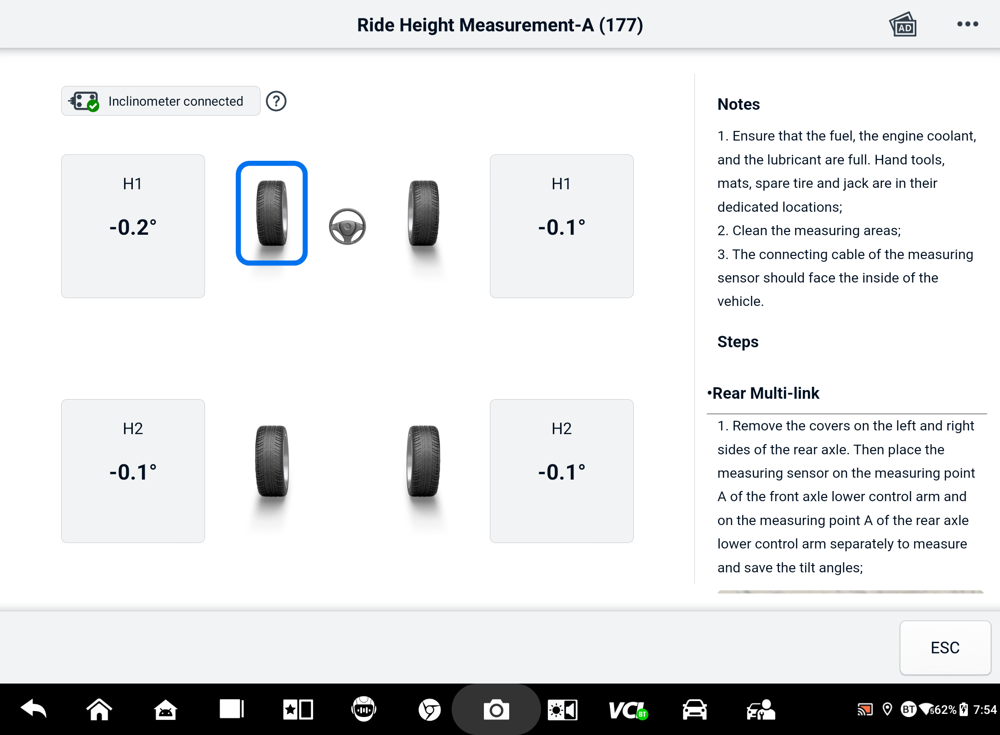 Ride Height Measurement-A (177)
AD
Inclinometer connected
?
H1
-0.2°
H1
-0.1°
H2
-0.1°
H2
-0.1°
Notes
1. Ensure that the fuel, the engine coolant,
and the lubricant are full. Hand tools,
mats, spare tire and jack are in their
dedicated locations;
2. Clean the measuring areas;
3. The connecting cable of the measuring
sensor should face the inside of the
vehicle.
Steps
•Rear Multi-link
1. Remove the covers on the left and right
sides of the rear axle. Then place the
measuring sensor on the measuring point
A of the front axle lower control arm and
on the measuring point A of the rear axle
lower control arm separately to measure
and save the tilt angles;
ESC
VCI
BT
BT
5
62%
7:54